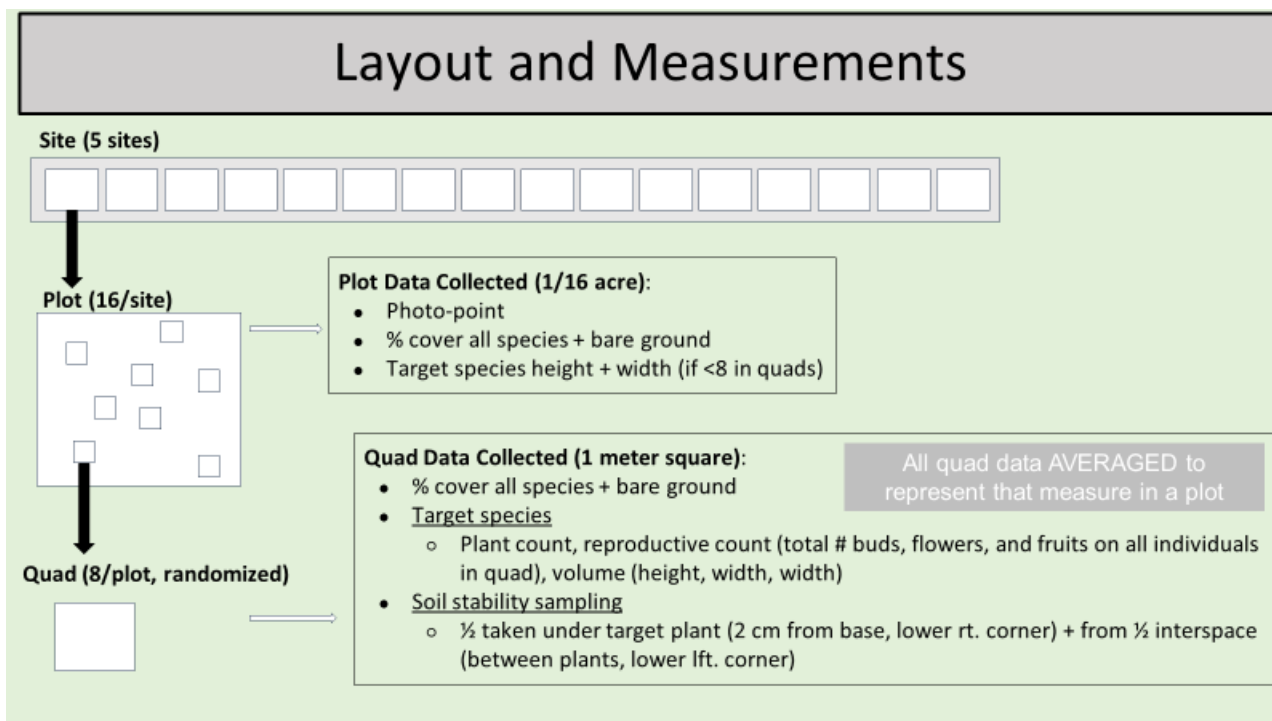 Layout and Measurements
Site (5 sites)
Plot (16/site)
Plot Data Collected (1/16 acre):
• Photo-point
• % cover all species + bare ground
• Target species height + width (if <8 in quads)
Quad (8/plot, randomized)
Quad Data Collected (1 meter square):
All quad data AVERAGED to
represent that measure in a plot
• % cover all species + bare ground
• Target species
○ Plant count, reproductive count (total # buds, flowers, and fruits on all individuals
in quad), volume (height, width, width)
• Soil stability sampling
○ ½ taken under target plant (2 cm from base, lower rt. corner) + from ½ interspace
(between plants, lower lft. corner)